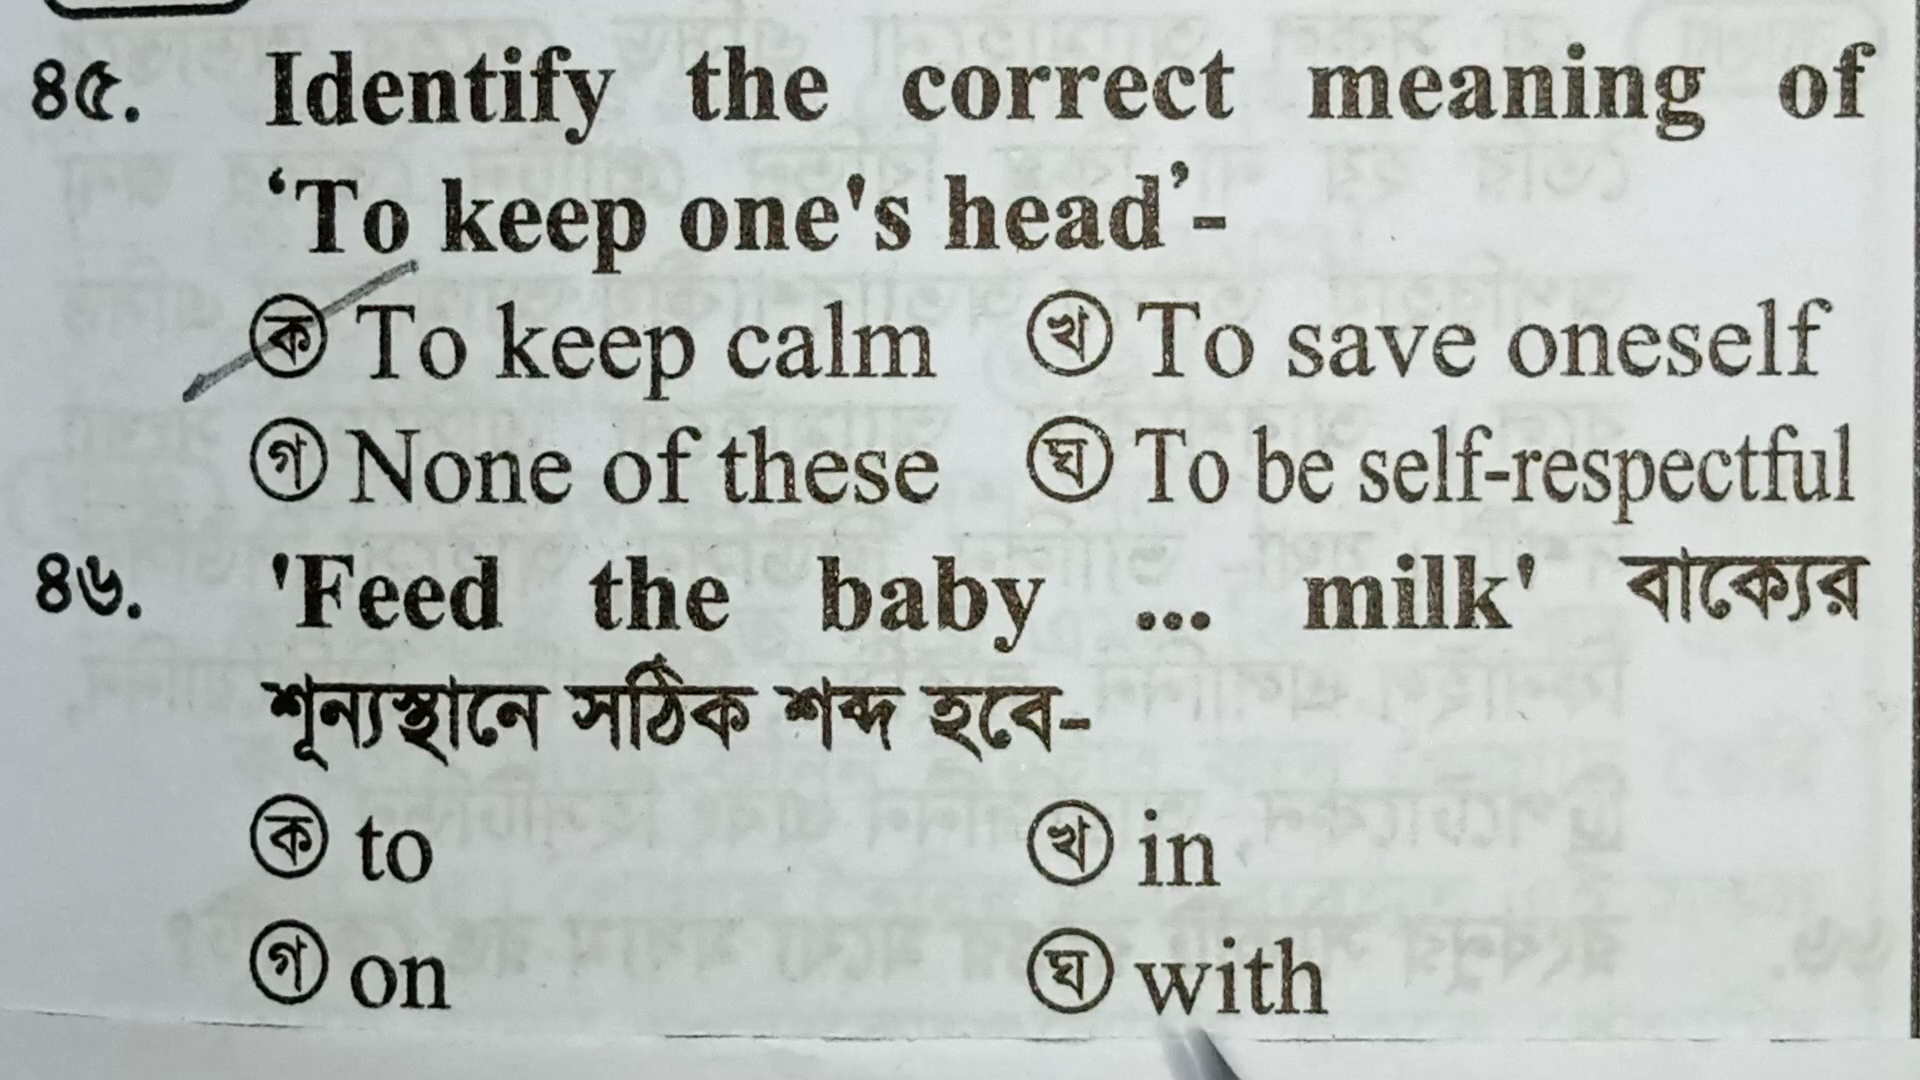 ৪৫. Identify the correct meaning of
‘To keep one's head’-
ক To keep calm খ To save oneself
গ None of these ঘ To be self-respectful
৪৬. 'Feed the baby ... milk' বাক্যের
শূন্যস্থানে সঠিক শব্দ হবে-
ক to খ in
গ on ঘ with